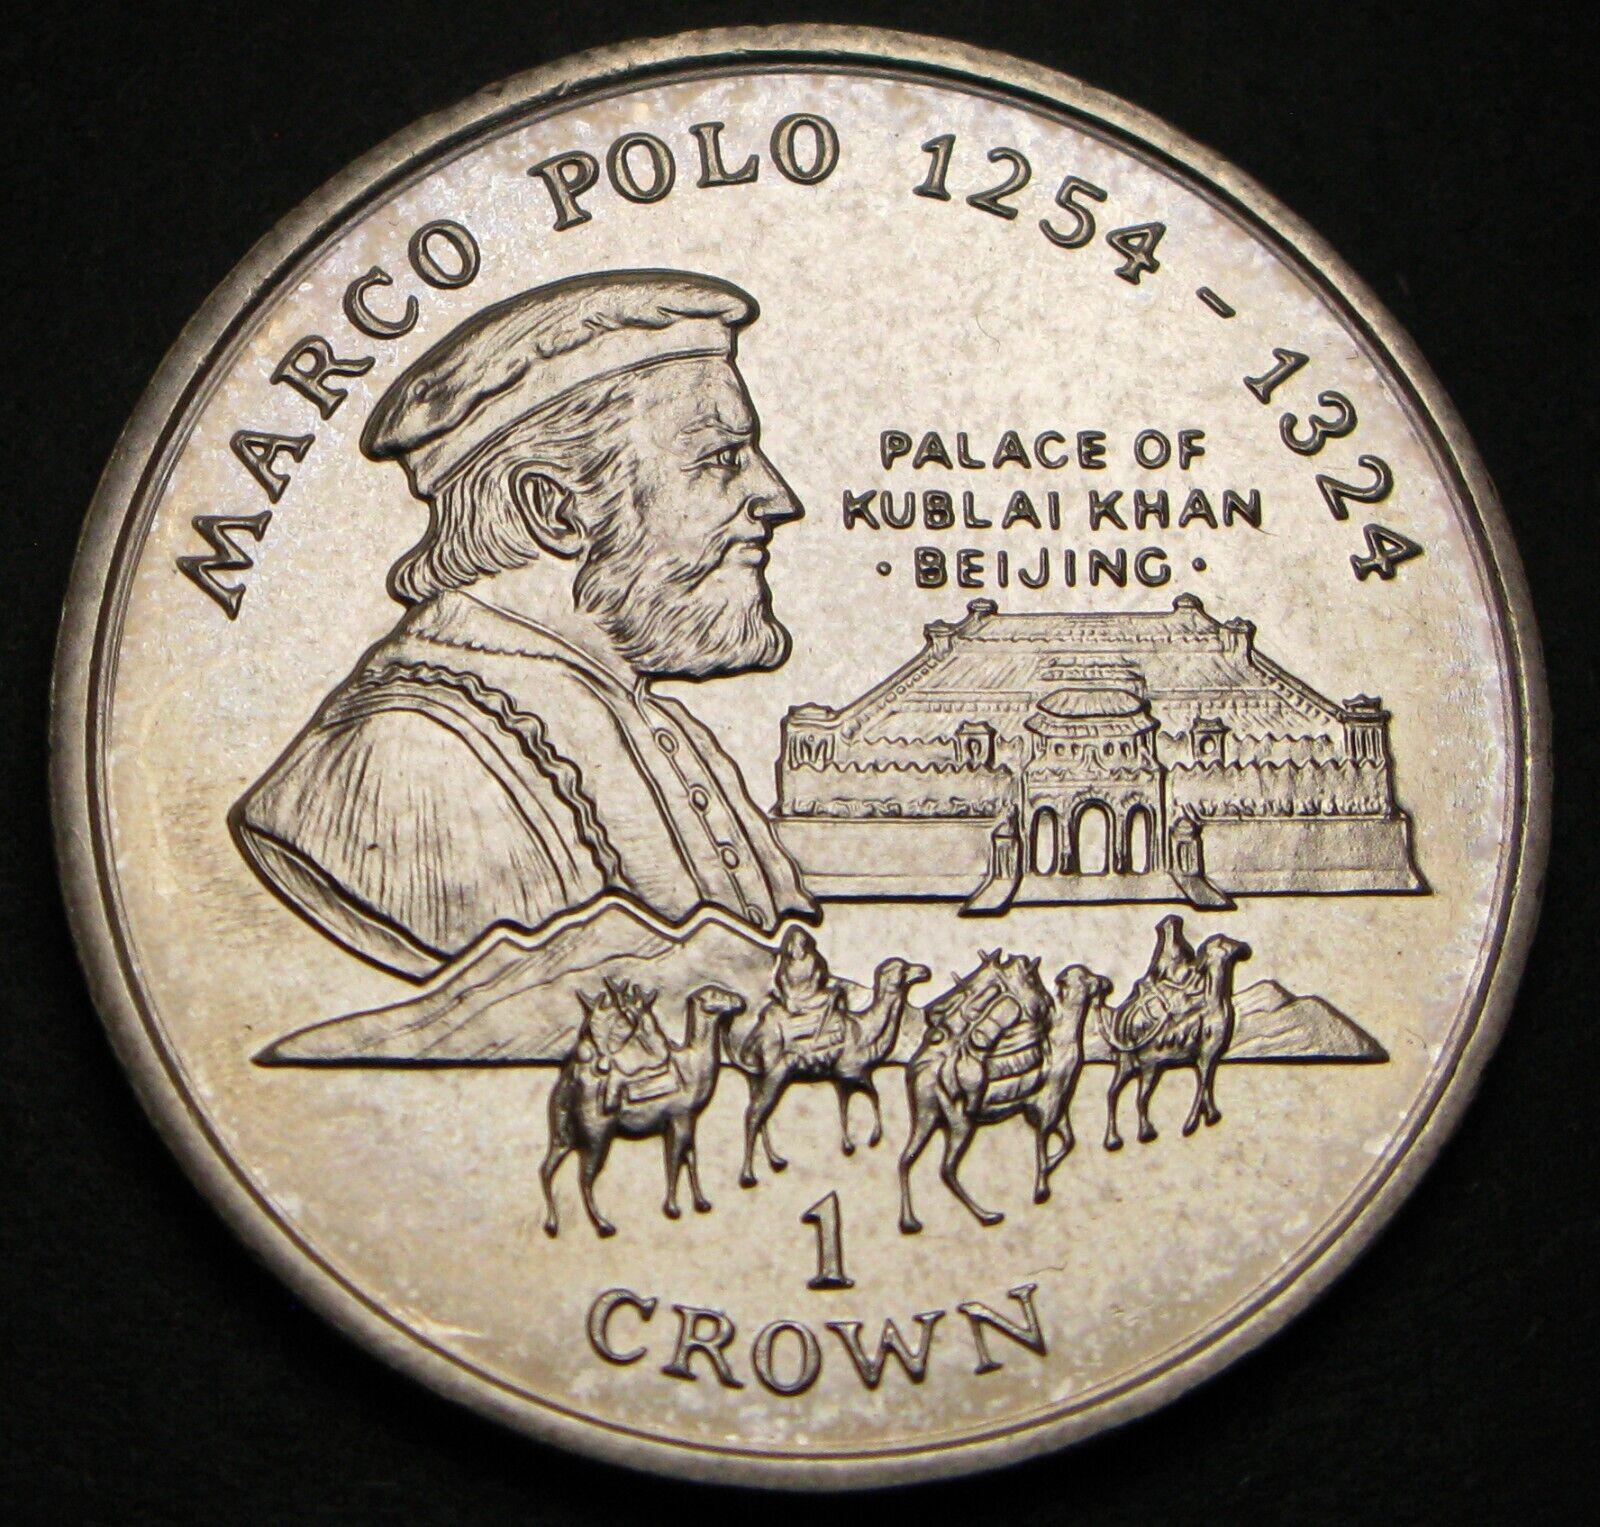 MARCO POLO 1254 - 1324
PALACE OF
KUBLAI KHAN
· BEIJING ·
1
CROWN